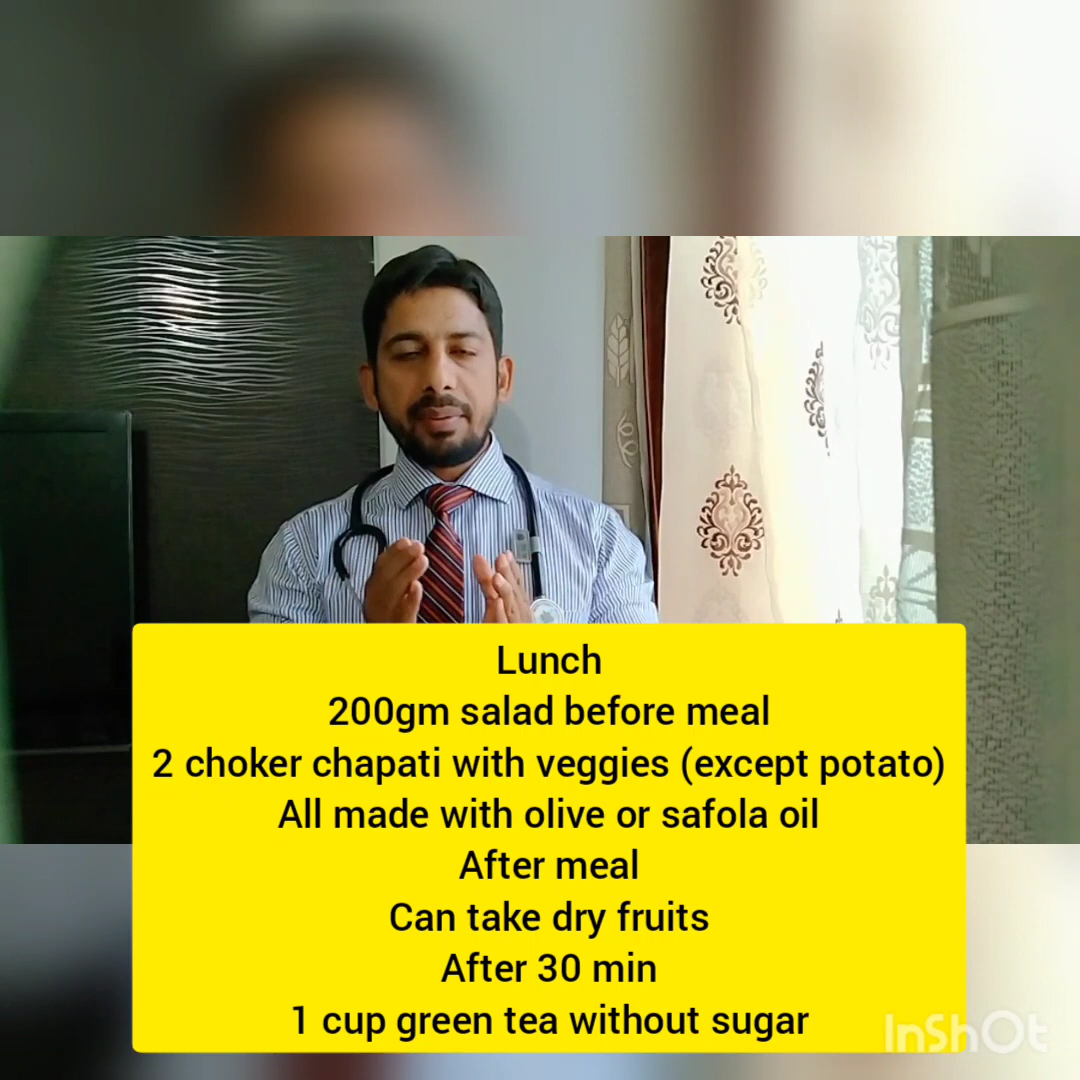 Lunch
200gm salad before meal
2 choker chapati with veggies (except potato)
All made with olive or safola oil
After meal
Can take dry fruits
After 30 min
1 cup green tea without sugar
InShOt